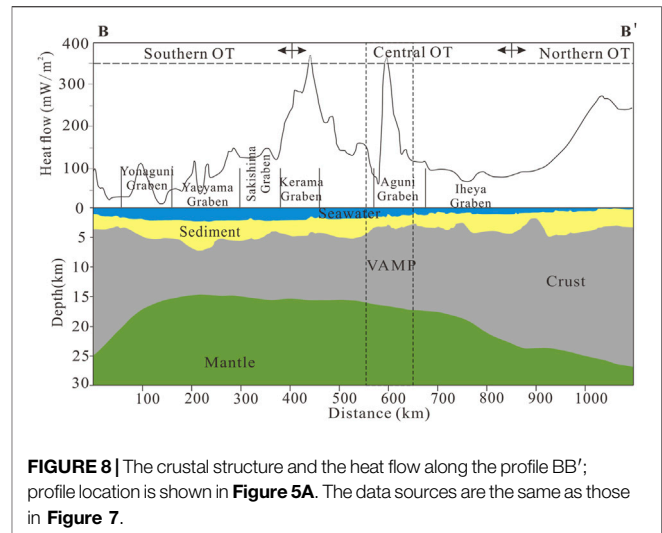 B
B'
Southern OT
Central OT
Northern OT
Heat flow (mW/m²)
400
300
200
100
0
Yonaguni
Graben
Yaeyama
Graben
Sakishima
Graben
Kerama
Graben
Aguni
Graben
Iheya
Graben
Seawater
Sediment
VAMP
Crust
Mantle
Depth(km)
5
10
15
20
25
30
100
200
300
400
500
600
700
800
900
1000
Distance (km)
FIGURE 8 | The crustal structure and the heat flow along the profile BB′;
profile location is shown in Figure 5A. The data sources are the same as those
in Figure 7.